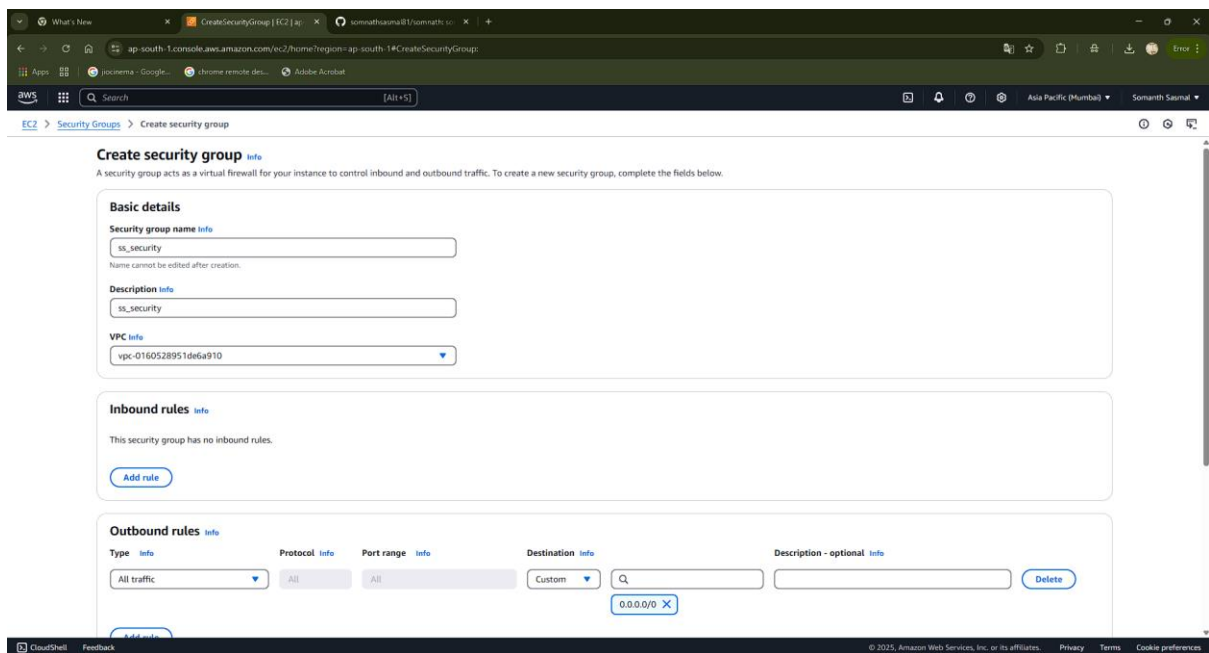 What's New
CreateSecurityGroup | EC2 | ap-
somnathsasmal81/somnaths so
ap-south-1.console.aws.amazon.com/ec2/home?region=ap-south-1#CreateSecurityGroup:
Error
Apps
jiocinema - Google...
chrome remote des...
Adobe Acrobat
aws
Search
[Alt+S]
Asia Pacific (Mumbai)
Somanth Sasmal
EC2 > Security Groups > Create security group
Create security group Info
A security group acts as a virtual firewall for your instance to control inbound and outbound traffic. To create a new security group, complete the fields below.
Basic details
Security group name Info
ss_security
Name cannot be edited after creation.
Description Info
ss_security
VPC Info
vpc-0160528951de6a910
Inbound rules Info
This security group has no inbound rules.
Add rule
Outbound rules Info
Type Info Protocol Info Port range Info Destination Info Description - optional Info
All traffic All All Custom Delete
0.0.0.0/0
Add rule
CloudShell Feedback © 2025, Amazon Web Services, Inc. or its affiliates. Privacy Terms Cookie preferences